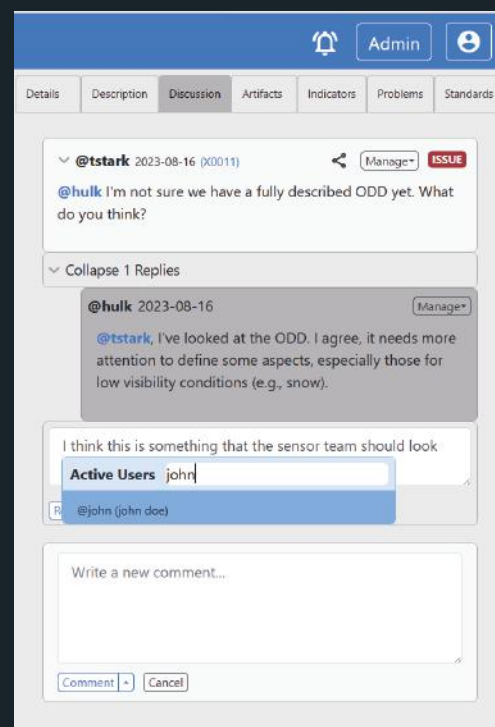 Admin
Details Description Discussion Artifacts Indicators Problems Standards
@tstark 2023-08-16 (X0011) Manage ISSUE
@hulk I'm not sure we have a fully described ODD yet. What
do you think?
Collapse 1 Replies
@hulk 2023-08-16 Manage
@tstark, I've looked at the ODD. I agree, it needs more
attention to define some aspects, especially those for
low visibility conditions (e.g., snow).
I think this is something that the sensor team should look
Active Users john
@john (john doe)
Write a new comment...
Comment Cancel